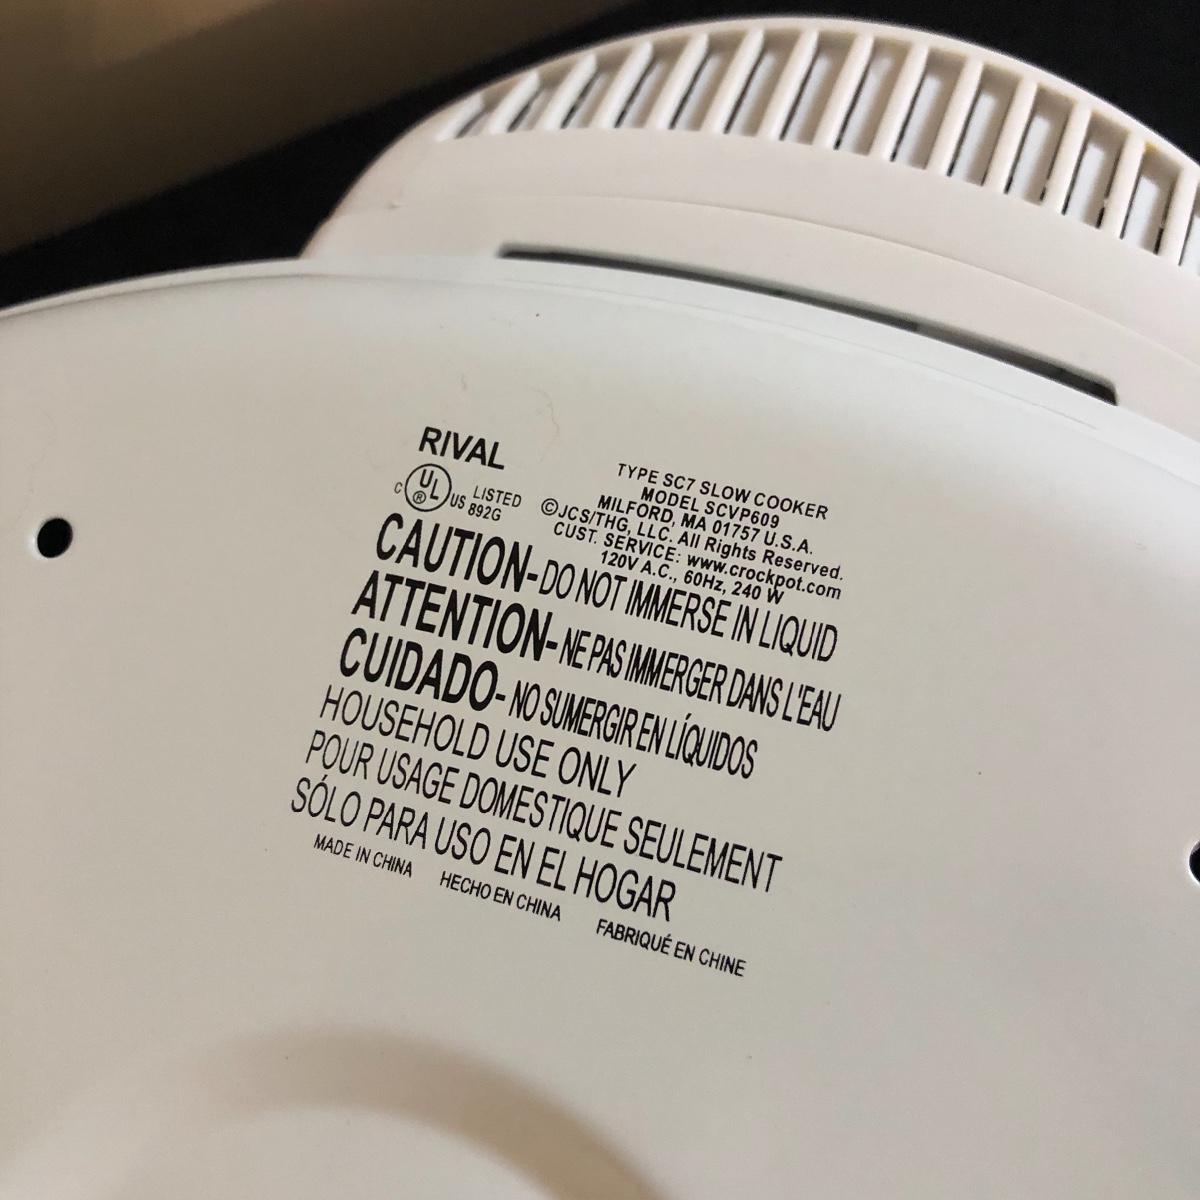 RIVAL
C UL ® US LISTED 892G
TYPE SC7 SLOW COOKER
MODEL SCVP609
MILFORD, MA 01757 U.S.A.
©JCS/THG, LLC. All Rights Reserved.
CUST. SERVICE: www.crockpot.com
120V A.C., 60Hz, 240 W
CAUTION-DO NOT IMMERSE IN LIQUID
ATTENTION- NE PAS IMMERGER DANS L'EAU
CUIDADO- NO SUMERGIR EN LÍQUIDOS
HOUSEHOLD USE ONLY
POUR USAGE DOMESTIQUE SEULEMENT
SÓLO PARA USO EN EL HOGAR
MADE IN CHINA HECHO EN CHINA FABRIQUÉ EN CHINE